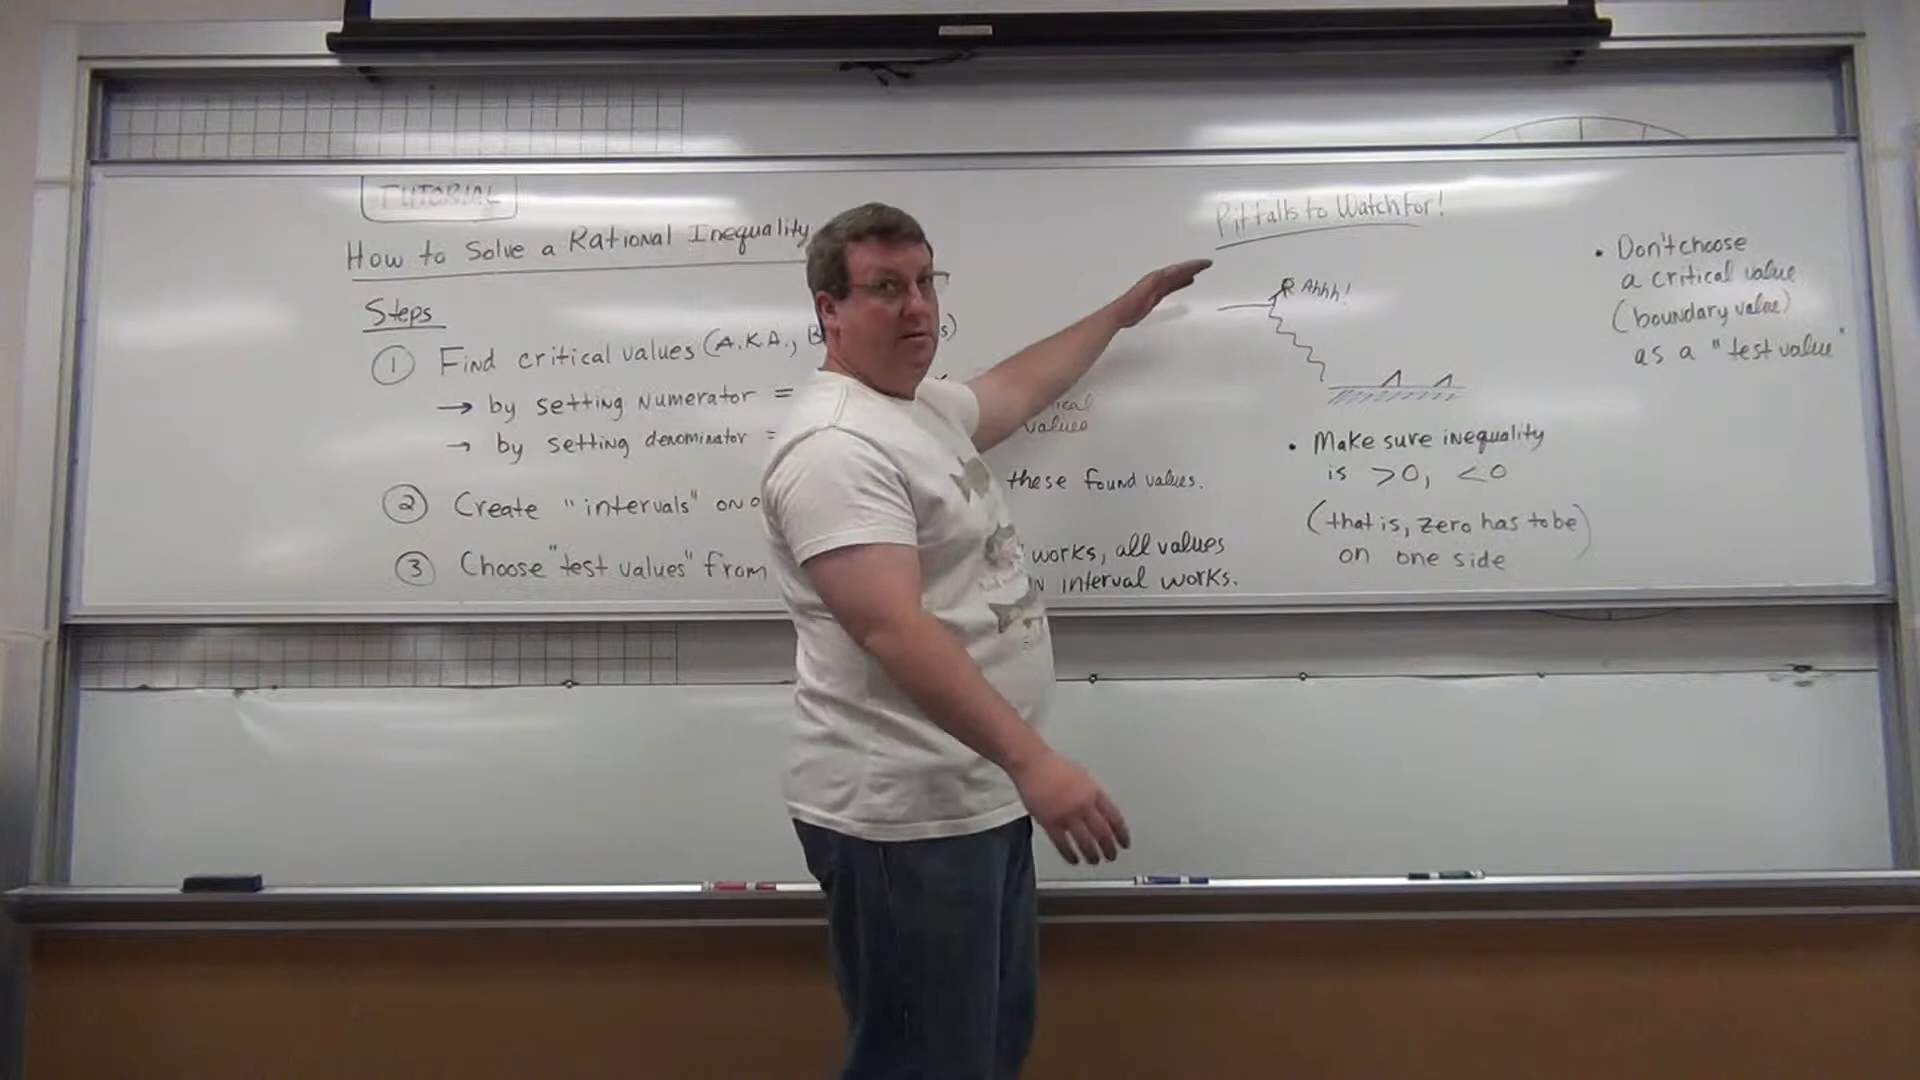 TUTORIAL
How to Solve a Rational Inequality
Steps
① Find critical values (A.K.A., B s)
→ by setting numerator =
→ by setting denominator =
values
② Create "intervals" on these found values.
③ Choose "test values" from works, all values
interval works.
Pitfalls to Watch For!
Ahhh!
• Make sure inequality
is >0, <0
(that is, zero has to be)
on one side
• Don't choose
a critical value
(boundary value)
as a "test value"